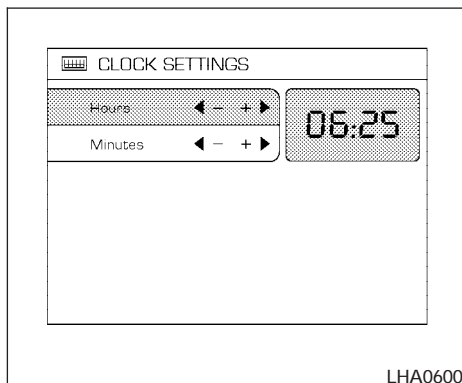 CLOCK SETTINGS
Hours ◀ – + ▶
06:25
Minutes ◀ – + ▶
LHA0600